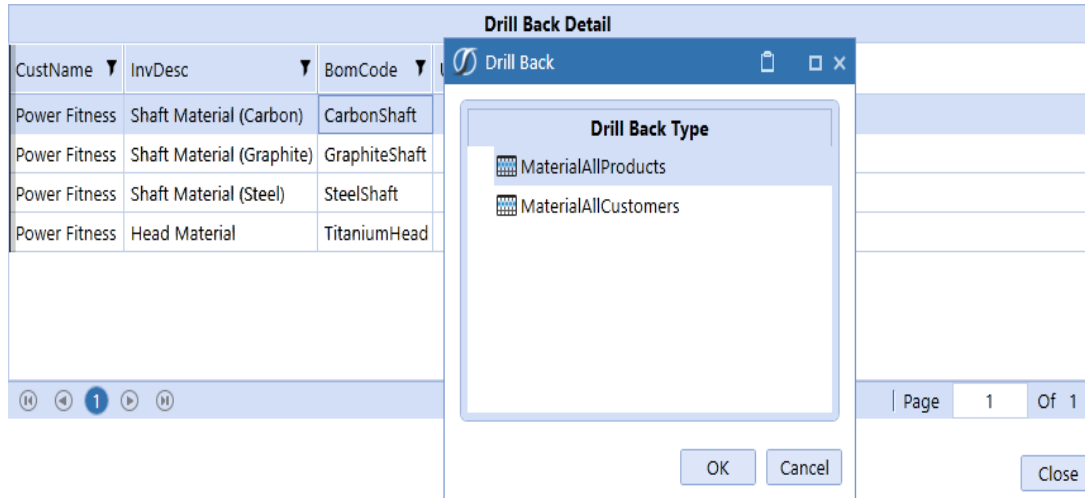 Drill Back Detail
CustName InvDesc BomCode
Power Fitness Shaft Material (Carbon) CarbonShaft
Power Fitness Shaft Material (Graphite) GraphiteShaft
Power Fitness Shaft Material (Steel) SteelShaft
Power Fitness Head Material TitaniumHead
1
Page 1 Of 1
Close
Drill Back
Drill Back Type
MaterialAllProducts
MaterialAllCustomers
OK Cancel